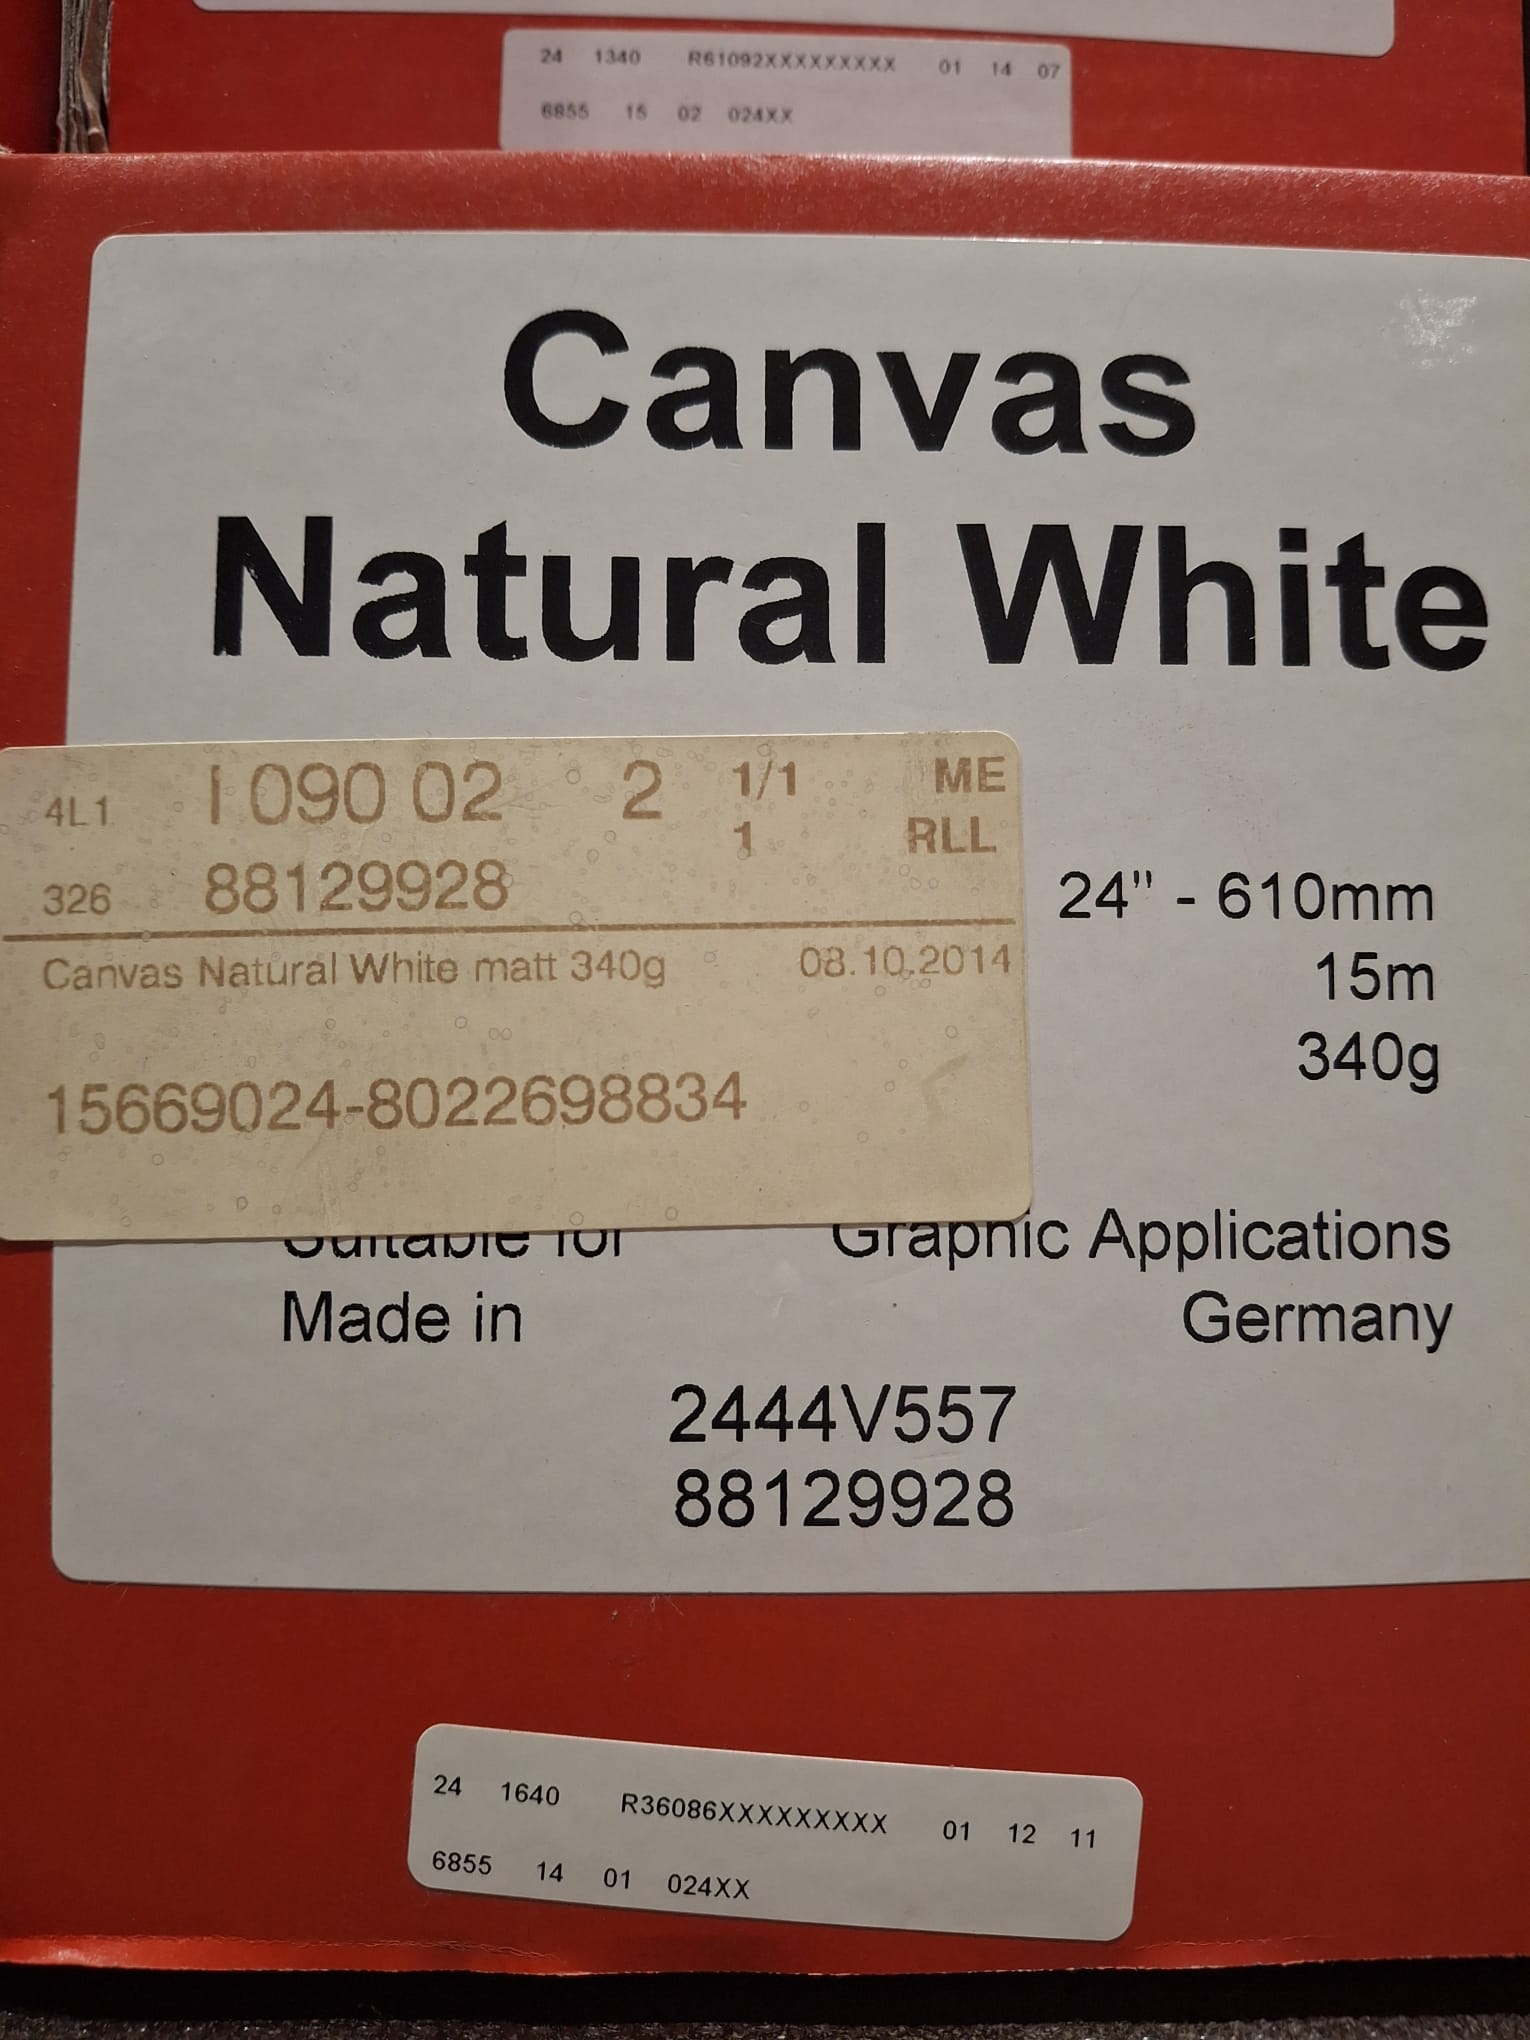 24 1340 R61092XXXXXXXXX 01 14 07
6855 15 02 024XX
Canvas
Natural White
4L1 I 090 02 2 1/1 ME
1 RLL
326 88129928
Canvas Natural White matt 340g 08.10.2014
15669024-8022698834
24" - 610mm
15m
340g
Suitable for Graphic Applications
Made in Germany
2444V557
88129928
24 1640 R36086XXXXXXXXX 01 12 11
6855 14 01 024XX